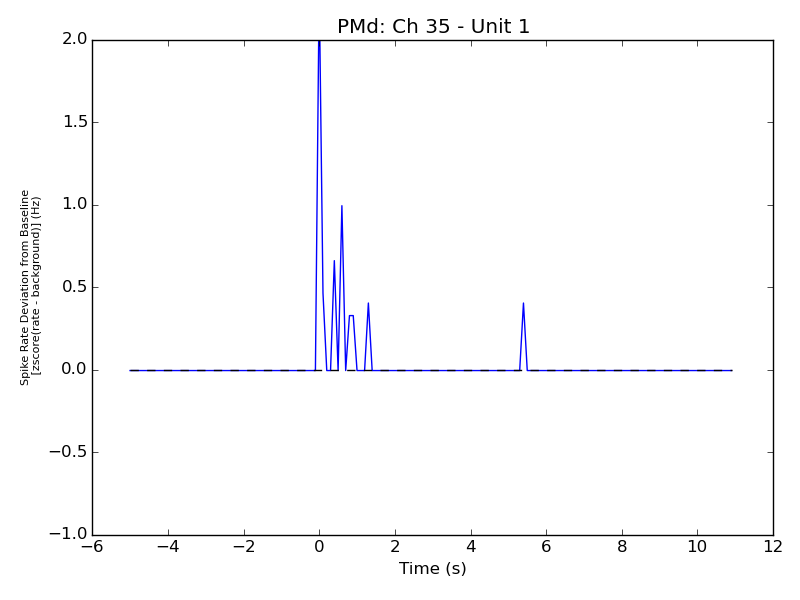 PMd: Ch 35 - Unit 1
2.0
1.5
1.0
0.5
0.0
−0.5
−1.0
Spike Rate Deviation from Baseline
[zscore(rate - background)] (Hz)
−6 −4 −2 0 2 4 6 8 10 12
Time (s)